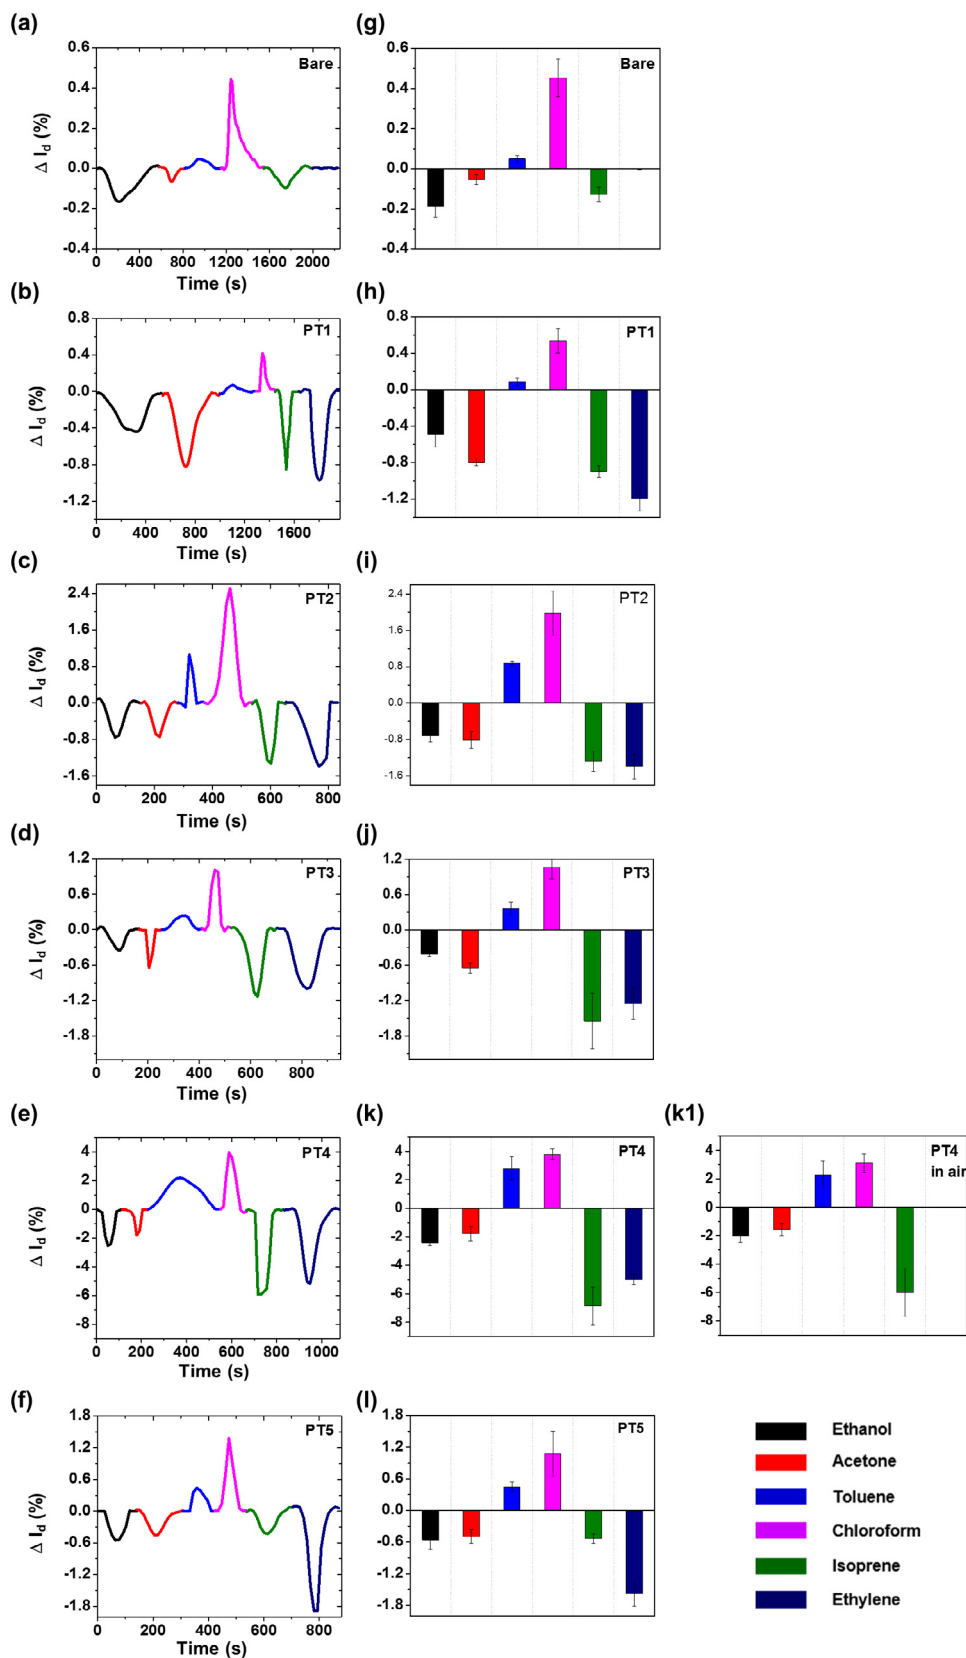 (a)
Bare
Δ Id (%)
0.6
0.4
0.2
0.0
-0.2
-0.4
0 400 800 1200 1600 2000
Time (s)
(g)
Bare
0.6
0.4
0.2
0.0
-0.2
-0.4
(b)
PT1
Δ Id (%)
0.8
0.4
0.0
-0.4
-0.8
-1.2
0 400 800 1200 1600
Time (s)
(h)
PT1
0.8
0.4
0.0
-0.4
-0.8
-1.2
(c)
PT2
Δ Id (%)
2.4
1.6
0.8
0.0
-0.8
-1.6
0 200 400 600 800
Time (s)
(i)
PT2
2.4
1.6
0.8
0.0
-0.8
-1.6
(d)
PT3
Δ Id (%)
1.2
0.6
0.0
-0.6
-1.2
-1.8
0 200 400 600 800
Time (s)
(j)
PT3
1.2
0.6
0.0
-0.6
-1.2
-1.8
(e)
PT4
Δ Id (%)
4
2
0
-2
-4
-6
-8
0 200 400 600 800 1000
Time (s)
(k)
PT4
4
2
0
-2
-4
-6
-8
(k1)
PT4
in air
4
2
0
-2
-4
-6
-8
(f)
PT5
Δ Id (%)
1.8
1.2
0.6
0.0
-0.6
-1.2
-1.8
0 200 400 600 800
Time (s)
(l)
PT5
1.8
1.2
0.6
0.0
-0.6
-1.2
-1.8
Ethanol
Acetone
Toluene
Chloroform
Isoprene
Ethylene